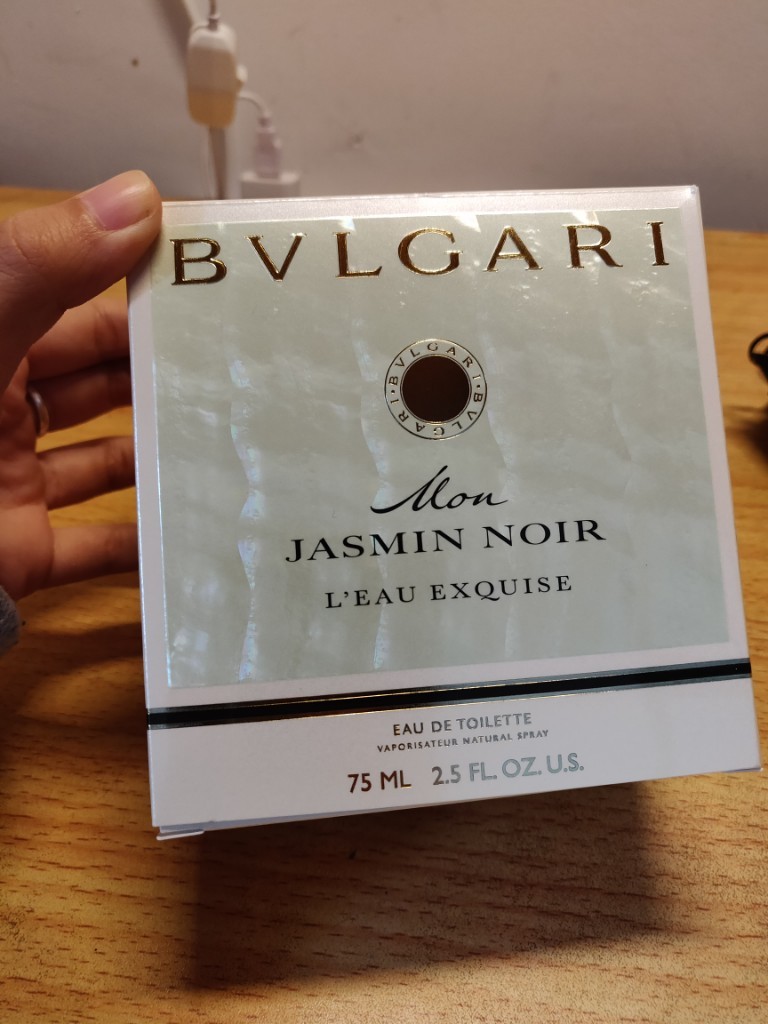 BVLGARI
BVLGARI · BVLGARI ·
Mon
JASMIN NOIR
L'EAU EXQUISE
EAU DE TOILETTE
VAPORISATEUR NATURAL SPRAY
75 ML 2.5 FL. OZ. U.S.